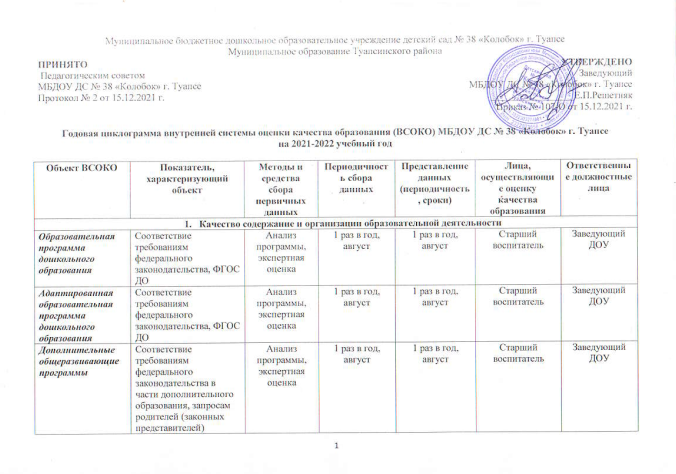 Муниципальное бюджетное дошкольное образовательное учреждение детский сад № 38 «Колобок» г. Туапсе
Муниципальное образование Туапсинского района
ПРИНЯТО
Педагогическим советом
МБДОУ ДС № 38 «Колобок» г. Туапсе
Протокол № 2 от 15.12.2021 г.
УТВЕРЖДЕНО
Заведующий
МБДОУ ДС № 38 «Колобок» г. Туапсе
Е.П.Решетняк
Приказ № от 15.12.2021 г.
Годовая циклограмма внутренней системы оценки качества образования (ВСОКО) МБДОУ ДС № 38 «Колобок» г. Туапсе
на 2021-2022 учебный год
Объект ВСОКО
Показатель,
характеризующий
объект
Методы и
средства
сбора
первичных
данных
Периодичност
ь сбора
данных
Представление
данных
(периодичность
, сроки)
Лица,
осуществляющи
е оценку
качества
образования
Ответственны
е должностные
лица
1. Качество содержание и организации образовательной деятельности
Образовательная
программа
дошкольного
образования
Соответствие
требованиям
федерального
законодательства, ФГОС
ДО
Анализ
программы,
экспертная
оценка
1 раз в год,
август
1 раз в год,
август
Старший
воспитатель
Заведующий
ДОУ
Адаптированная
образовательная
программа
дошкольного
образования
Соответствие
требованиям
федерального
законодательства, ФГОС
ДО
Анализ
программы,
экспертная
оценка
1 раз в год,
август
1 раз в год,
август
Старший
воспитатель
Заведующий
ДОУ
Дополнительные
общеразвивающие
программы
Соответствие
требованиям
федерального
законодательства в
части дополнительного
образования, запросам
родителей (законных
представителей)
Анализ
программы,
экспертная
оценка
1 раз в год,
август
1 раз в год,
август
Старший
воспитатель
Заведующий
ДОУ
1